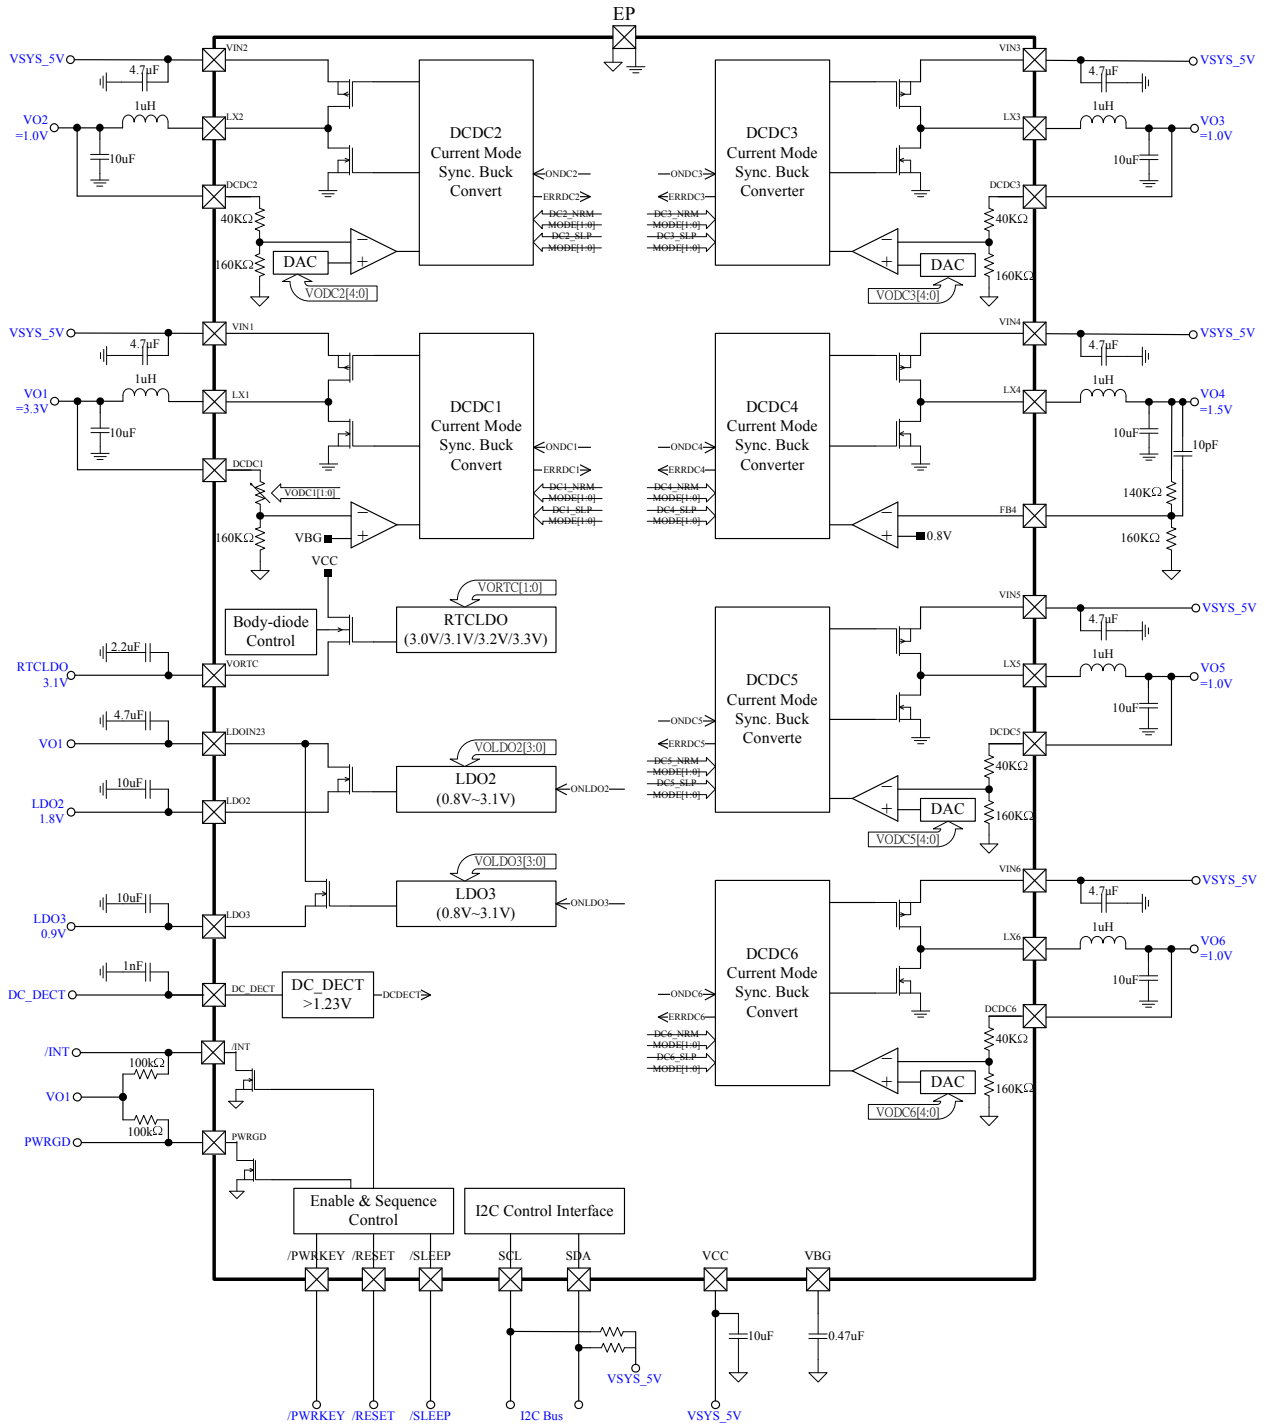 EP
VSYS_5V
4.7uF
VIN2
1uH
VO2
=1.0V
LX2
10uF
DCDC2
40KΩ
160KΩ
DAC
VODC2[4:0]
DCDC2
Current Mode
Sync. Buck
Convert
ONDC2
ERRDC2
DC2_NRM
MODE[1:0]
DC2_SLP
MODE[1:0]
DCDC3
Current Mode
Sync. Buck
Converter
ONDC3
ERRDC3
DC3_NRM
MODE[1:0]
DC3_SLP
MODE[1:0]
VIN3
VSYS_5V
4.7uF
1uH
LX3
VO3
=1.0V
10uF
DCDC3
40KΩ
160KΩ
DAC
VODC3[4:0]
VSYS_5V
4.7uF
VIN1
1uH
VO1
=3.3V
LX1
10uF
DCDC1
VODC1[1:0]
160KΩ
VBG
DCDC1
Current Mode
Sync. Buck
Convert
ONDC1
ERRDC1
DC1_NRM
MODE[1:0]
DC1_SLP
MODE[1:0]
DCDC4
Current Mode
Sync. Buck
Converter
ONDC4
ERRDC4
DC4_NRM
MODE[1:0]
DC4_SLP
MODE[1:0]
VIN4
VSYS_5V
4.7uF
1uH
LX4
VO4
=1.5V
10uF
10pF
140KΩ
FB4
0.8V
160KΩ
VCC
VORTC[1:0]
Body-diode
Control
RTCLDO
(3.0V/3.1V/3.2V/3.3V)
2.2uF
RTCLDO
3.1V
VORTC
4.7uF
VO1
LDOIN23
VOLDO2[3:0]
LDO2
(0.8V~3.1V)
ONLDO2
10uF
LDO2
1.8V
LDO2
VOLDO3[3:0]
LDO3
(0.8V~3.1V)
ONLDO3
10uF
LDO3
0.9V
LDO3
DCDC5
Current Mode
Sync. Buck
Converte
ONDC5
ERRDC5
DC5_NRM
MODE[1:0]
DC5_SLP
MODE[1:0]
VIN5
VSYS_5V
4.7uF
1uH
LX5
VO5
=1.0V
10uF
DCDC5
40KΩ
160KΩ
DAC
VODC5[4:0]
DCDC6
Current Mode
Sync. Buck
Convert
ONDC6
ERRDC6
DC6_NRM
MODE[1:0]
DC6_SLP
MODE[1:0]
VIN6
VSYS_5V
4.7uF
1uH
LX6
VO6
=1.0V
10uF
DCDC6
40KΩ
160KΩ
DAC
VODC6[4:0]
1nF
DC_DECT
DC_DECT
DC_DECT
>1.23V
DCDECT
/INT
/INT
100kΩ
VO1
100kΩ
PWRGD
PWRGD
Enable & Sequence
Control
I2C Control Interface
/PWRKEY
/RESET
/SLEEP
SCL
SDA
VCC
VBG
10uF
0.47uF
VSYS_5V
/PWRKEY
/RESET
/SLEEP
I2C Bus
VSYS_5V